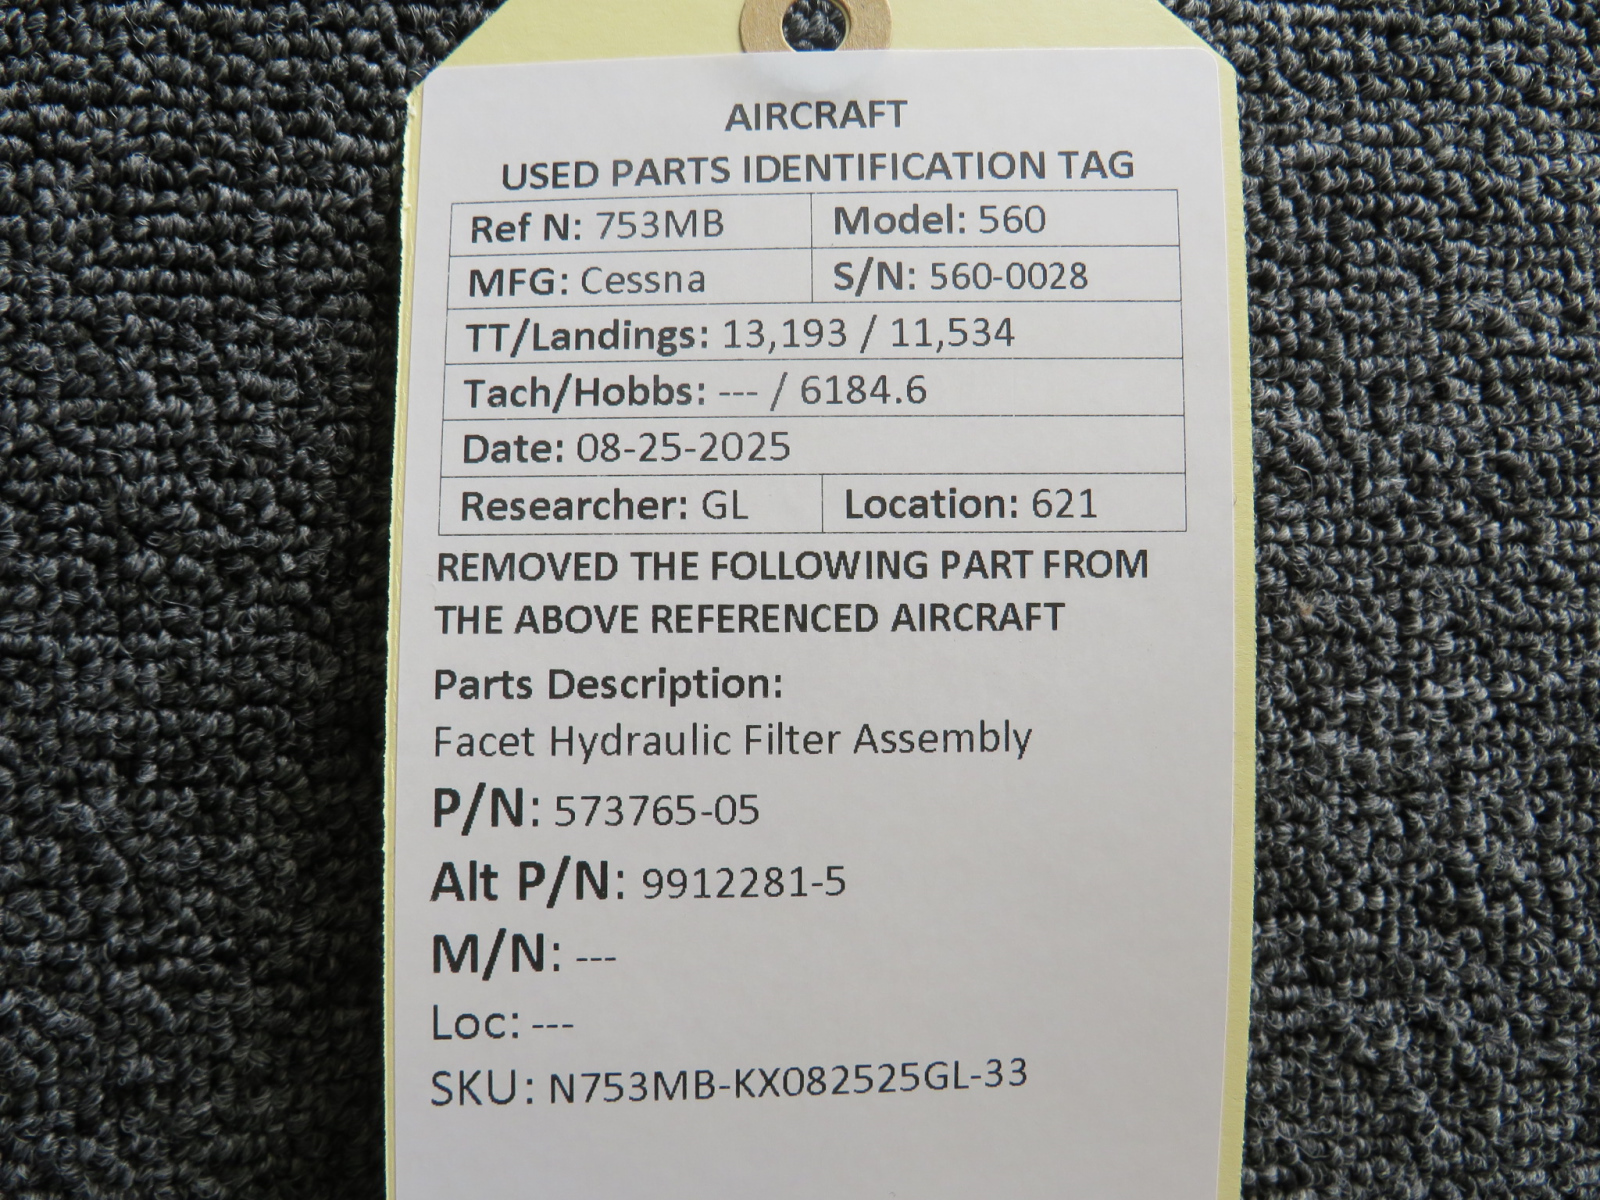 AIRCRAFT
USED PARTS IDENTIFICATION TAG
Ref N: 753MB Model: 560
MFG: Cessna S/N: 560-0028
TT/Landings: 13,193 / 11,534
Tach/Hobbs: --- / 6184.6
Date: 08-25-2025
Researcher: GL Location: 621
REMOVED THE FOLLOWING PART FROM
THE ABOVE REFERENCED AIRCRAFT
Parts Description:
Facet Hydraulic Filter Assembly
P/N: 573765-05
Alt P/N: 9912281-5
M/N: ---
Loc: ---
SKU: N753MB-KX082525GL-33